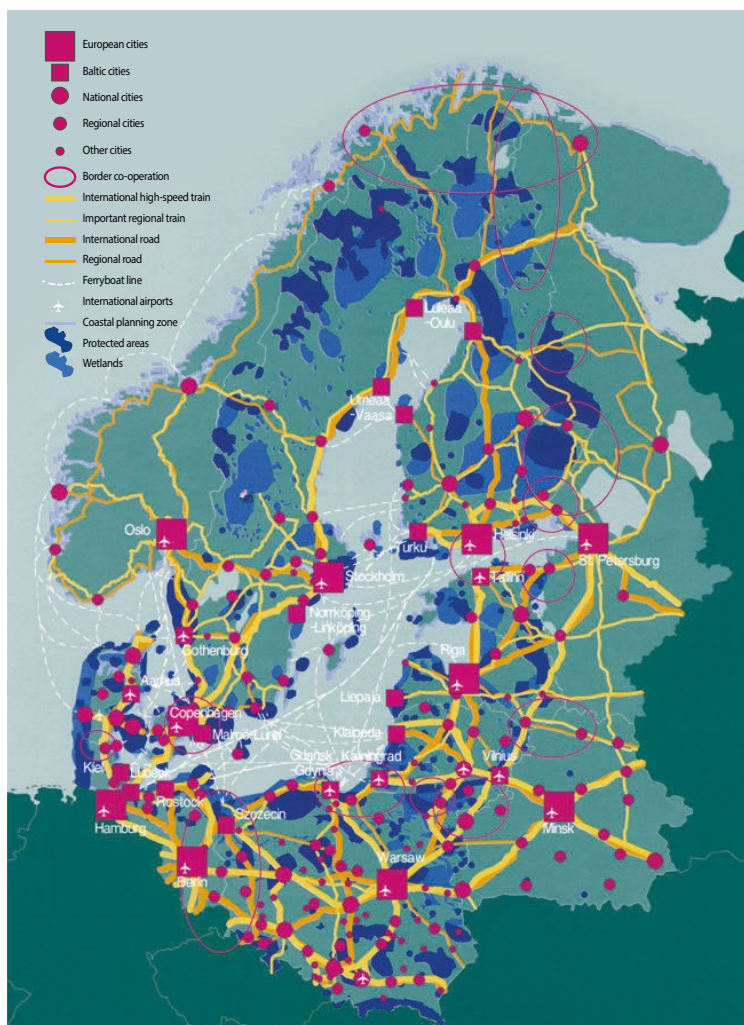 European cities
Baltic cities
National cities
Regional cities
Other cities
Border co-operation
International high-speed train
Important regional train
International road
Regional road
Ferryboat line
International airports
Coastal planning zone
Protected areas
Wetlands
Luleaa
-Oulu
Umeaa
-Vaasa
Oslo
Turku
Helsinki
St. Petersburg
Stockholm
Tallinn
Norrköping
-Linköping
Gothenburg
Riga
Aarhus
Liepaja
Copenhagen
Malmö/Lund
Klaipeda
Gdansk
-Gdynia
Kaliningrad
Vilnius
Kiel
Lübeck
Rostock
Hamburg
Szczecin
Minsk
Berlin
Warsaw